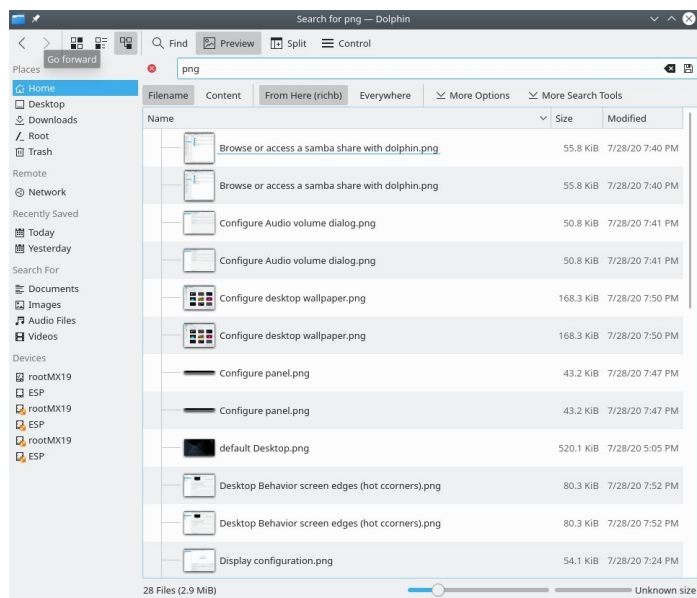 Search for png — Dolphin
Find Preview Split Control
Go forward
Places
Home
Desktop
Downloads
Root
Trash
Remote
Network
Recently Saved
Today
Yesterday
Search For
Documents
Images
Audio Files
Videos
Devices
rootMX19
ESP
rootMX19
ESP
rootMX19
ESP
png
Filename Content From Here (richb) Everywhere More Options More Search Tools
Name Size Modified
Browse or access a samba share with dolphin.png 55.8 KiB 7/28/20 7:40 PM
Browse or access a samba share with dolphin.png 55.8 KiB 7/28/20 7:40 PM
Configure Audio volume dialog.png 50.8 KiB 7/28/20 7:41 PM
Configure Audio volume dialog.png 50.8 KiB 7/28/20 7:41 PM
Configure desktop wallpaper.png 168.3 KiB 7/28/20 7:50 PM
Configure desktop wallpaper.png 168.3 KiB 7/28/20 7:50 PM
Configure panel.png 43.2 KiB 7/28/20 7:47 PM
Configure panel.png 43.2 KiB 7/28/20 7:47 PM
default Desktop.png 520.1 KiB 7/28/20 5:05 PM
Desktop Behavior screen edges (hot ccorners).png 80.3 KiB 7/28/20 7:52 PM
Desktop Behavior screen edges (hot ccorners).png 80.3 KiB 7/28/20 7:52 PM
Display configuration.png 54.1 KiB 7/28/20 7:24 PM
28 Files (2.9 MiB) Unknown size